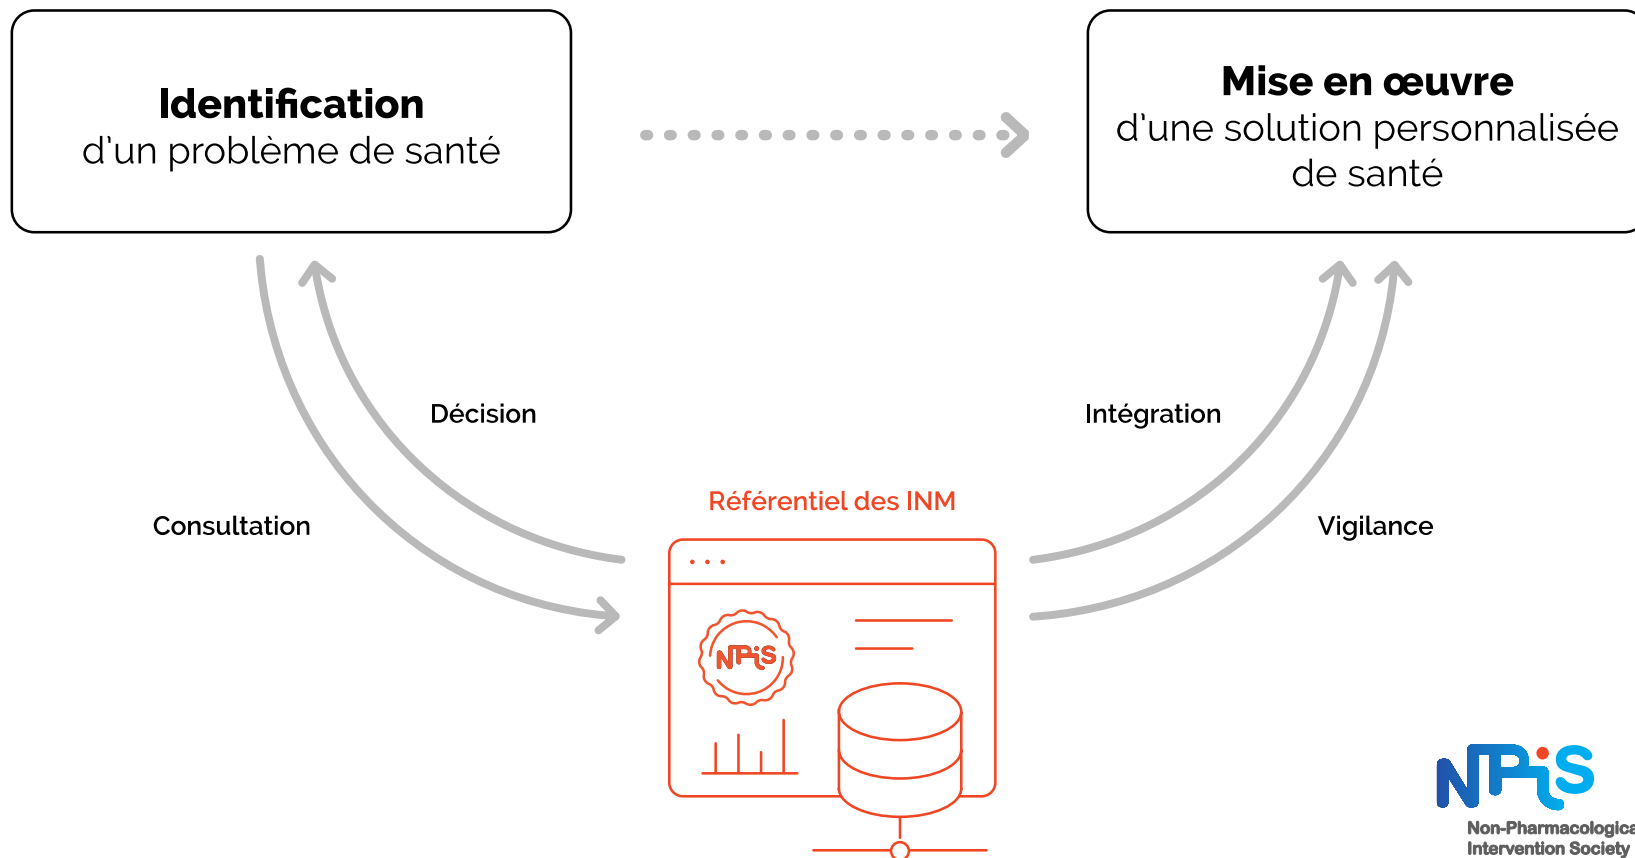 Identification
d'un problème de santé
Mise en œuvre
d'une solution personnalisée
de santé
Décision
Consultation
Intégration
Vigilance
Référentiel des INM
NPiS
NPiS
Non-Pharmacologica
Intervention Society